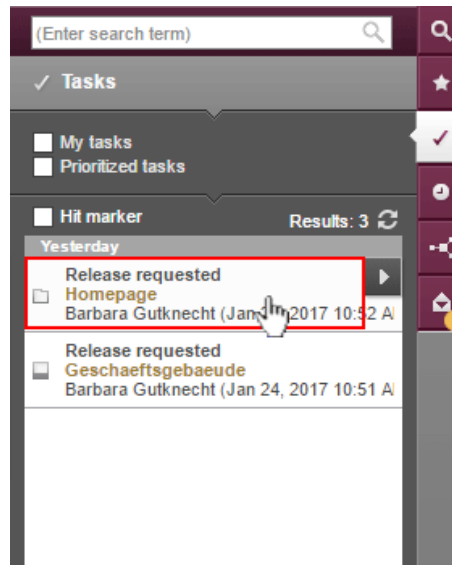 (Enter search term)
Tasks
My tasks
Prioritized tasks
Hit marker
Results: 3
Yesterday
Release requested
Homepage
Barbara Gutknecht (Jan 2017 10:52 A
Release requested
Geschaeftsgebaeude
Barbara Gutknecht (Jan 24, 2017 10:51 A